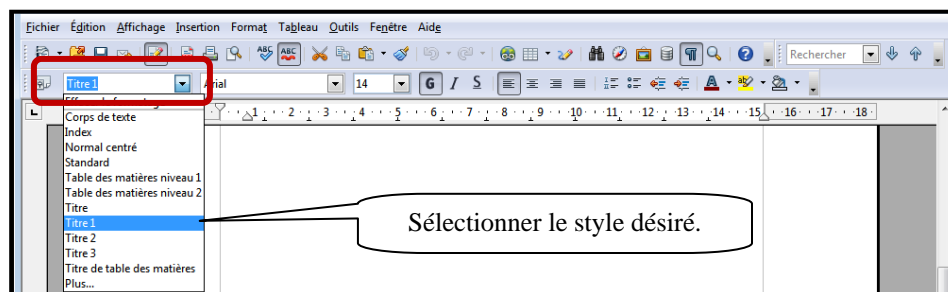 Fichier Édition Affichage Insertion Format Tableau Outils Fenêtre Aide
ABC ABC Rechercher
Titre 1 Arial 14 G I S A
1 2 3 4 5 6 7 8 9 10 11 12 13 14 15 16 17 18
Corps de texte
Index
Normal centré
Standard
Table des matières niveau 1
Table des matières niveau 2
Titre
Titre 1
Titre 2
Titre 3
Titre de table des matières
Plus...
Sélectionner le style désiré.